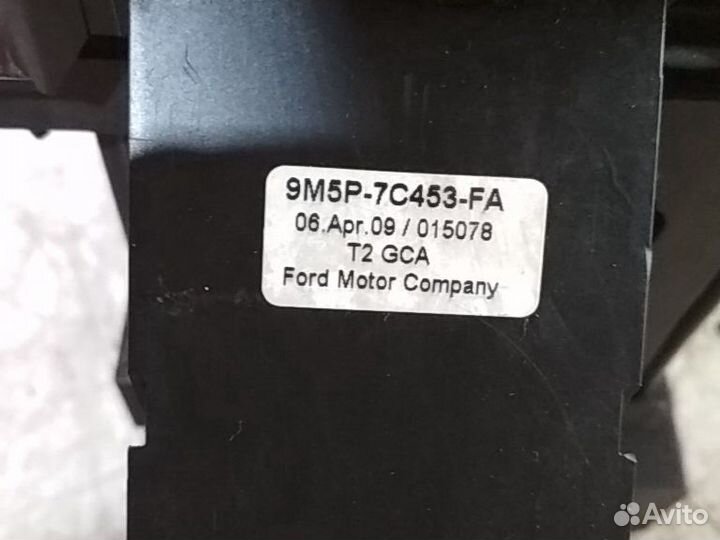 9M5P-7C453-FA
06.Apr.09 / 015078
T2 GCA
Ford Motor Company
Avito